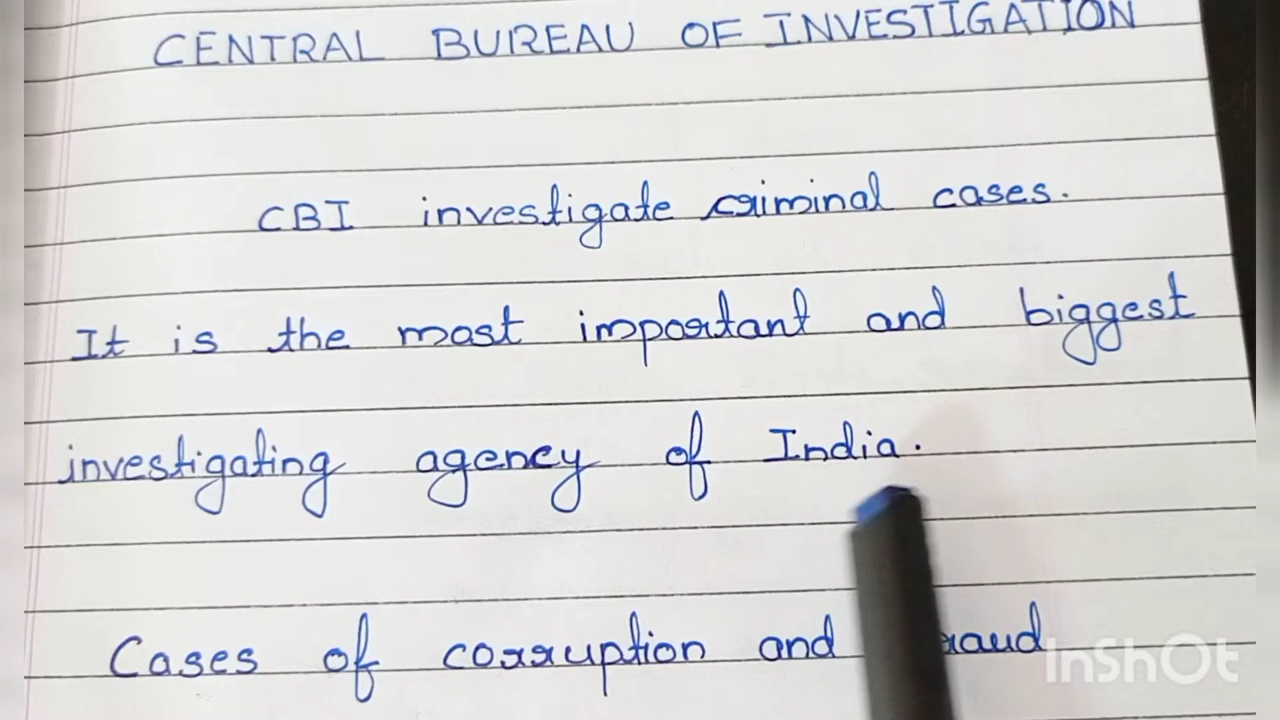 CENTRAL BUREAU OF INVESTIGATION
CBI investigate criminal cases.
It is the most important and biggest
investigating agency of India.
Cases of corruption and raud
InShOt